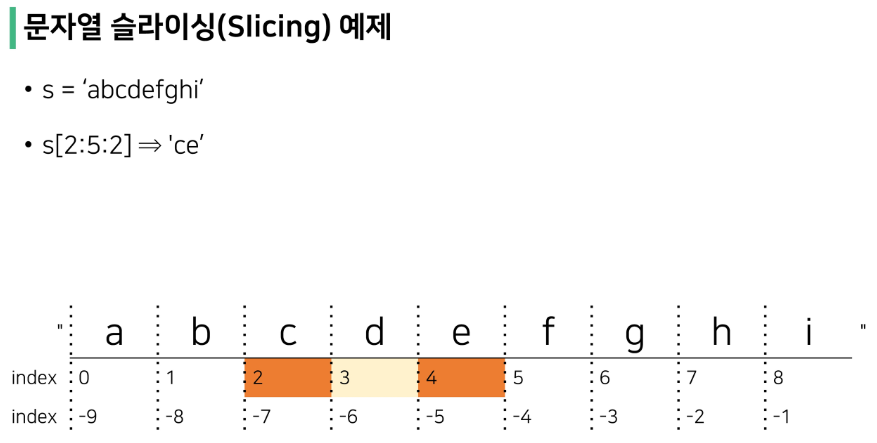 문자열 슬라이싱(Slicing) 예제
• s = ‘abcdefghi’
• s[2:5:2] ⇒ 'ce’
" a b c d e f g h i "
index 0 1 2 3 4 5 6 7 8
index -9 -8 -7 -6 -5 -4 -3 -2 -1